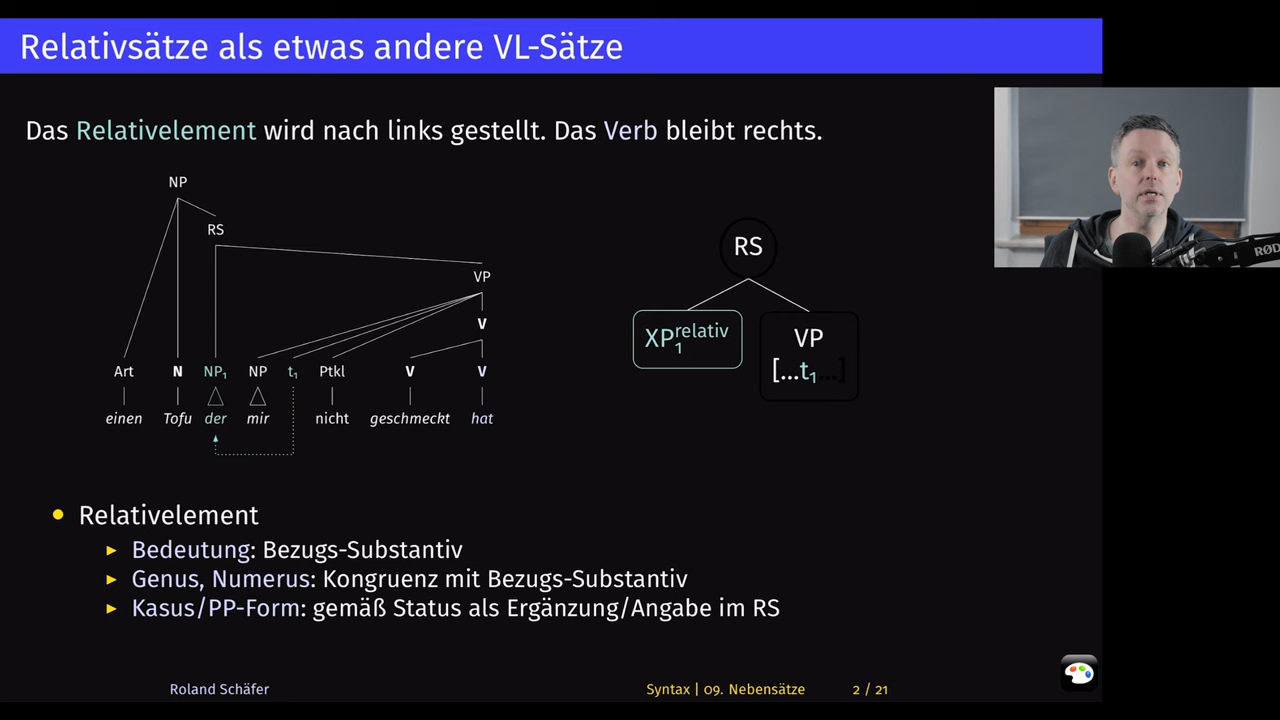 Relativsätze als etwas andere VL-Sätze
Das Relativelement wird nach links gestellt. Das Verb bleibt rechts.
NP
RS
VP
V
Art N NP₁ NP t₁ Ptkl V V
einen Tofu der mir nicht geschmeckt hat
RS
XP₁ʳᵉˡᵃᵗⁱᵛ
VP
[...t₁...]
RØD
• Relativelement
▶ Bedeutung: Bezugs-Substantiv
▶ Genus, Numerus: Kongruenz mit Bezugs-Substantiv
▶ Kasus/PP-Form: gemäß Status als Ergänzung/Angabe im RS
Roland Schäfer Syntax | 09. Nebensätze 2 / 21